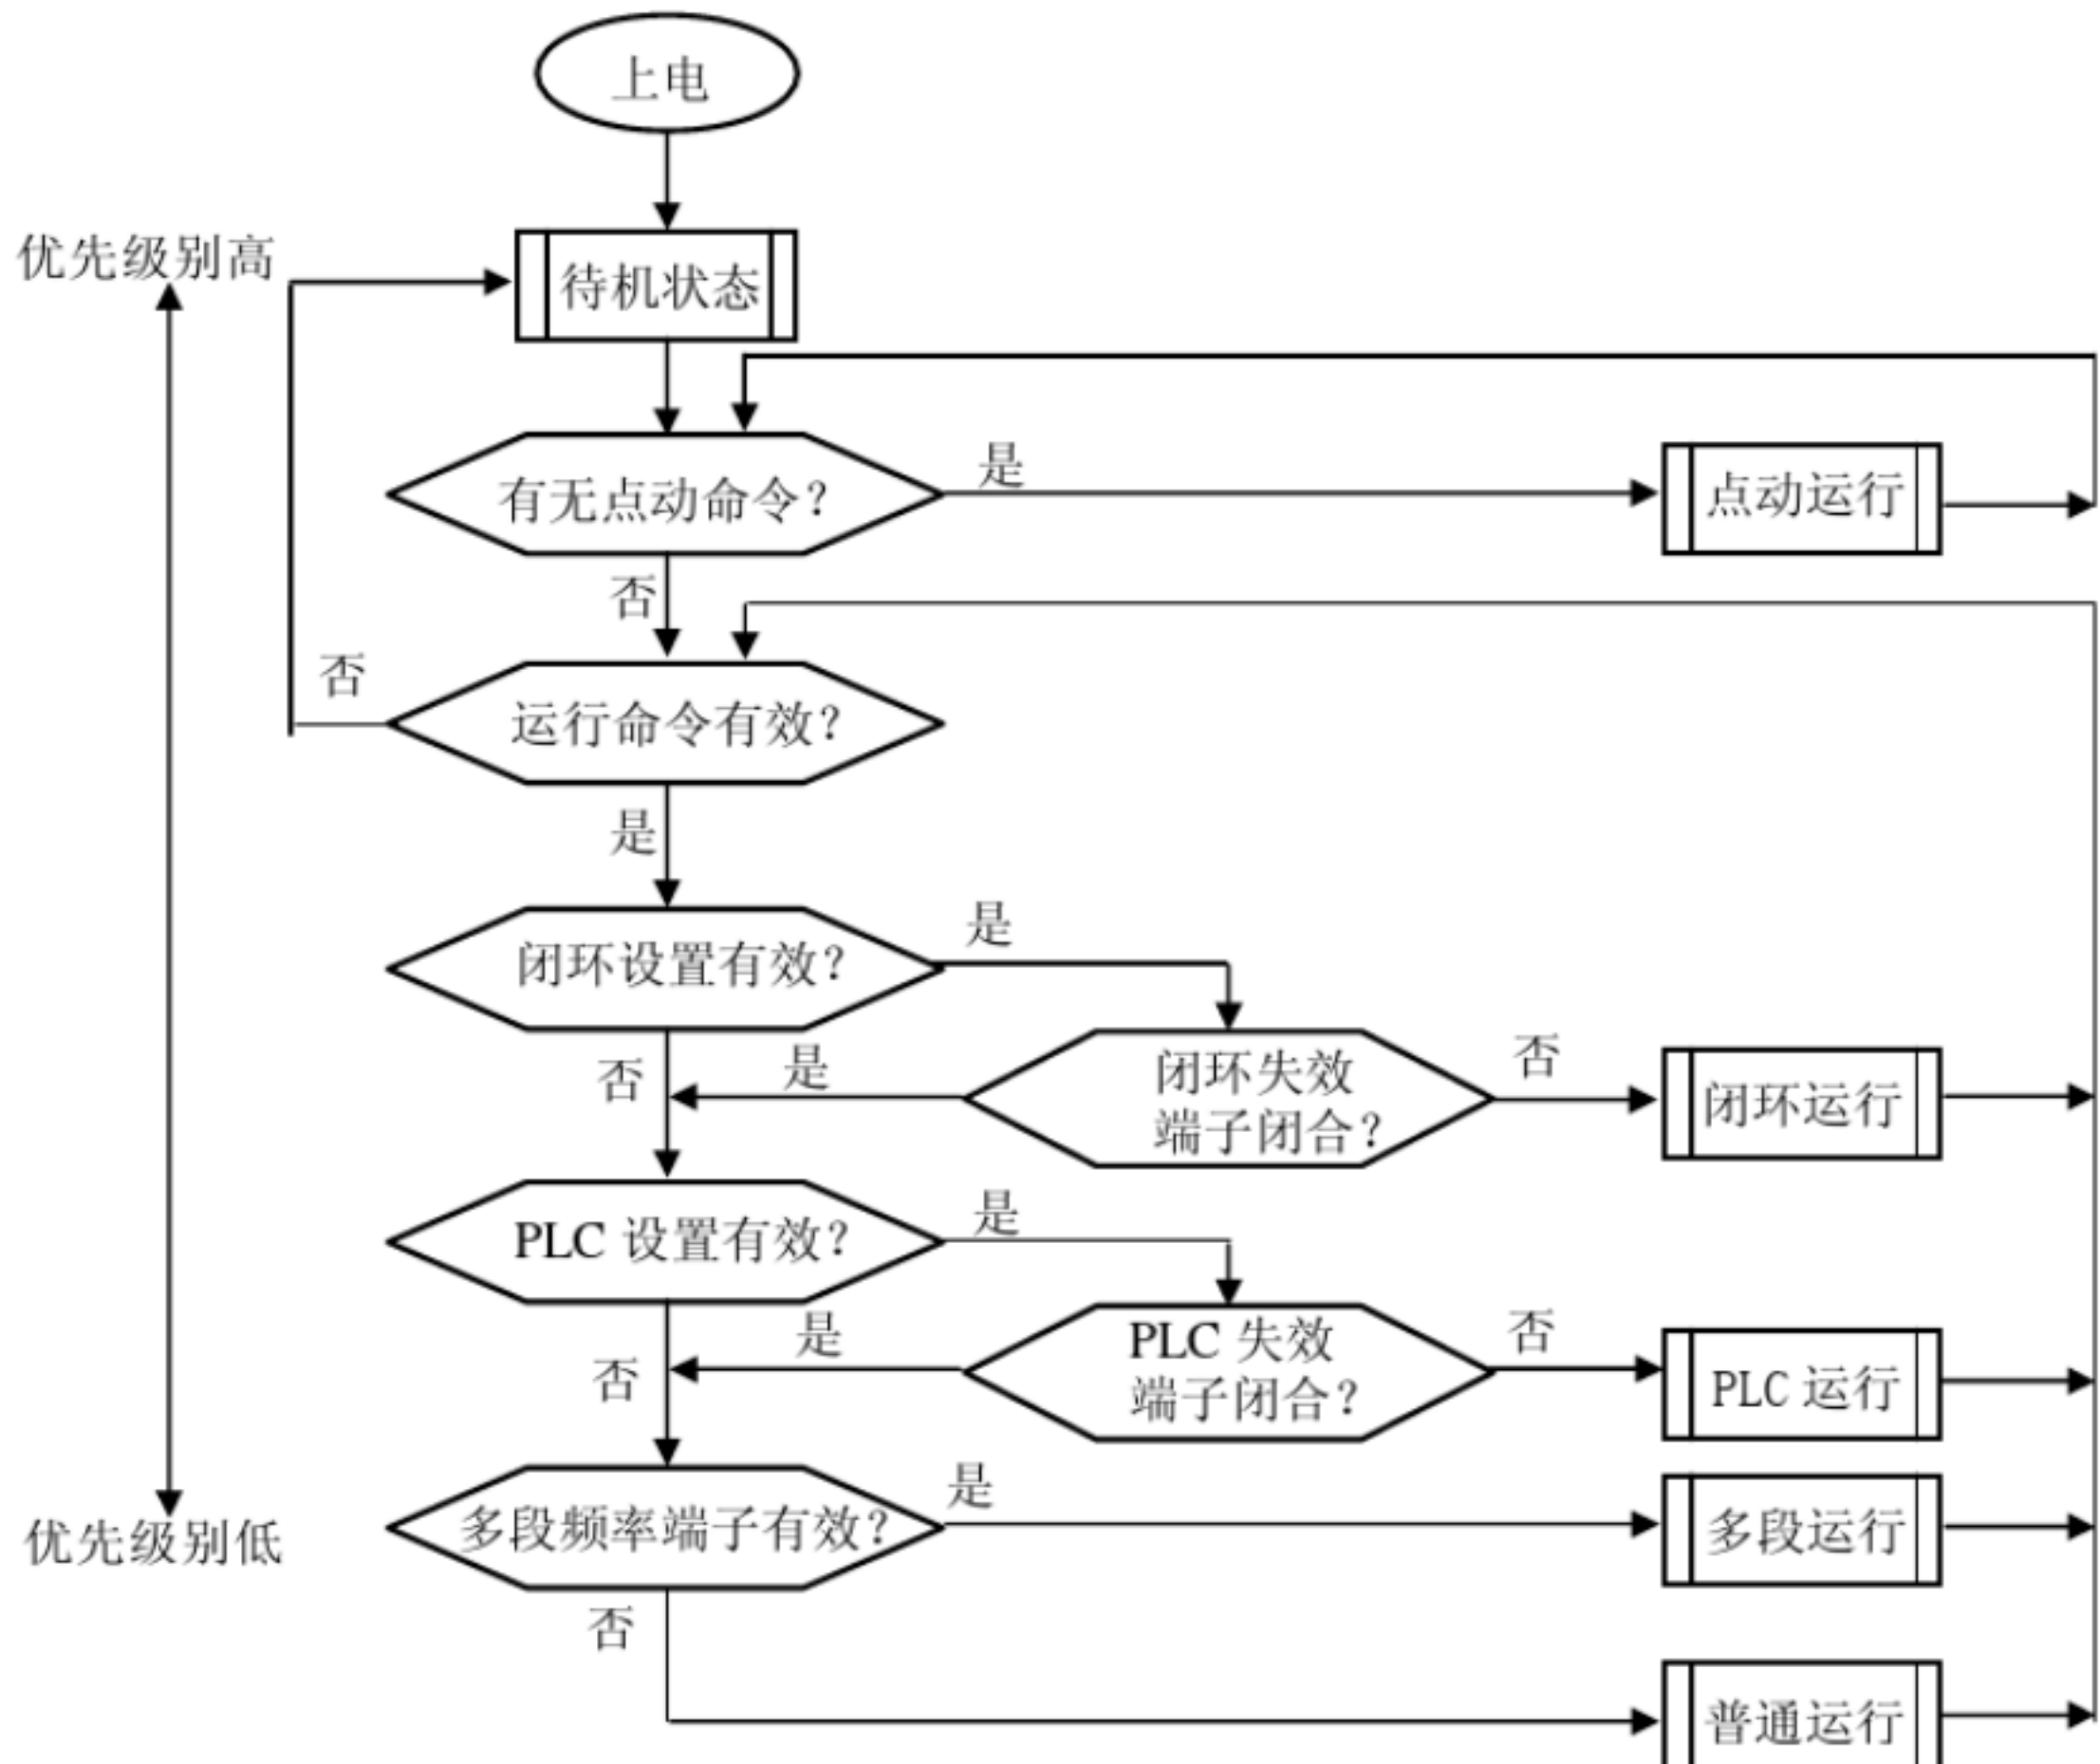 上电
优先级别高
待机状态
是
有无点动命令?
点动运行
否
否
运行命令有效?
是
是
闭环设置有效?
否
是
闭环失效
端子闭合?
否
闭环运行
是
PLC 设置有效?
是
否
PLC 失效
端子闭合?
否
PLC 运行
是
多段频率端子有效?
多段运行
优先级别低
否
普通运行